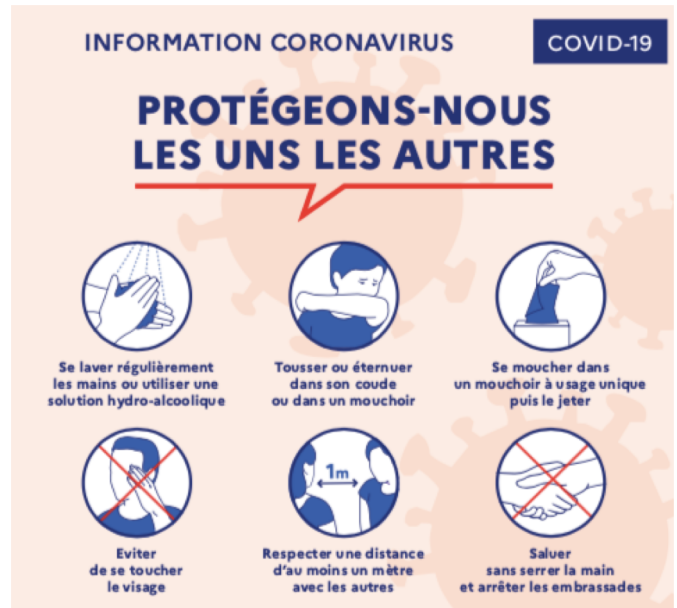 INFORMATION CORONAVIRUS
COVID-19
PROTÉGEONS-NOUS
LES UNS LES AUTRES
Se laver régulièrement
les mains ou utiliser une
solution hydro-alcoolique
Tousser ou éternuer
dans son coude
ou dans un mouchoir
Se moucher dans
un mouchoir à usage unique
puis le jeter
Eviter
de se toucher
le visage
1m
Respecter une distance
d'au moins un mètre
avec les autres
Saluer
sans serrer la main
et arrêter les embrassades